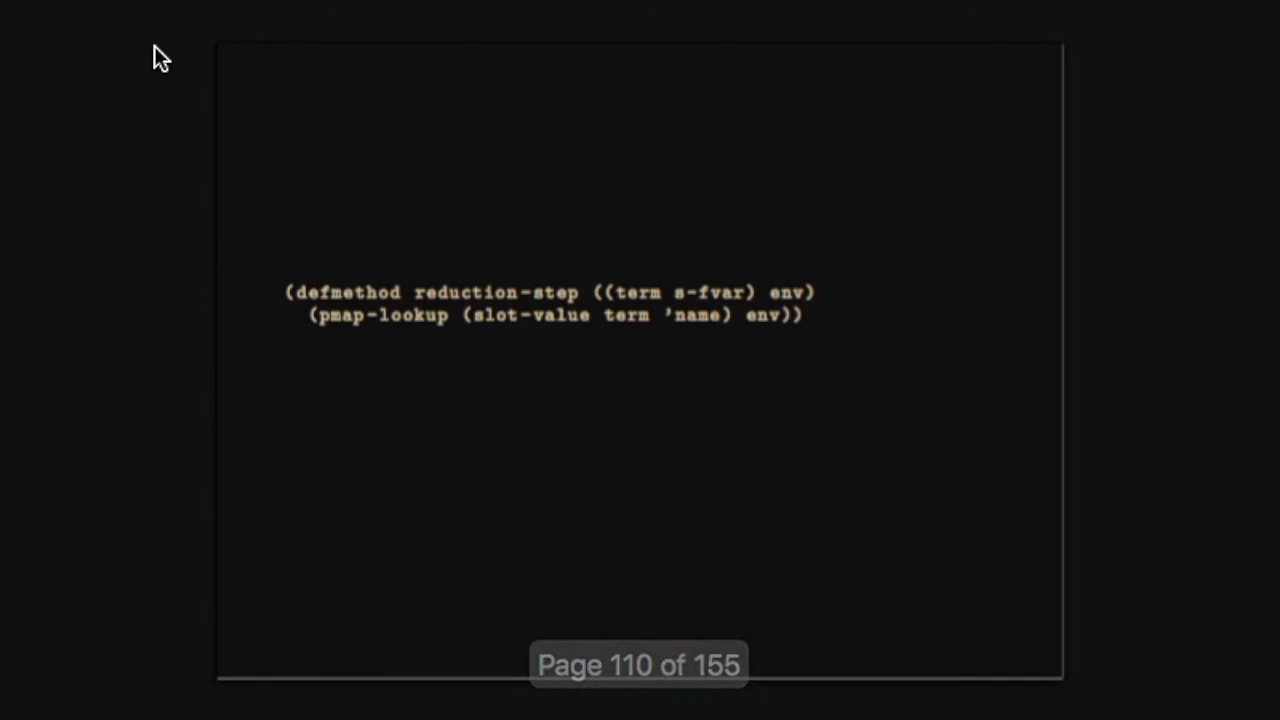 (defmethod reduction-step ((term s-fvar) env)
(pmap-lookup (slot-value term 'name) env))
Page 110 of 155